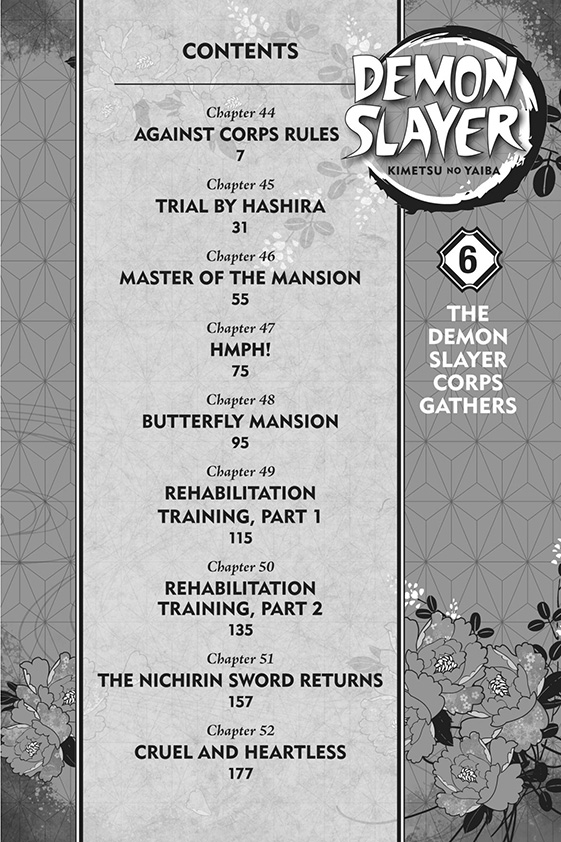 CONTENTS
Chapter 44
AGAINST CORPS RULES
7
Chapter 45
TRIAL BY HASHIRA
31
Chapter 46
MASTER OF THE MANSION
55
Chapter 47
HMPH!
75
Chapter 48
BUTTERFLY MANSION
95
Chapter 49
REHABILITATION
TRAINING, PART 1
115
Chapter 50
REHABILITATION
TRAINING, PART 2
135
Chapter 51
THE NICHIRIN SWORD RETURNS
157
Chapter 52
CRUEL AND HEARTLESS
177
DEMON
SLAYER
KIMETSU NO YAIBA
6
THE
DEMON
SLAYER
CORPS
GATHERS